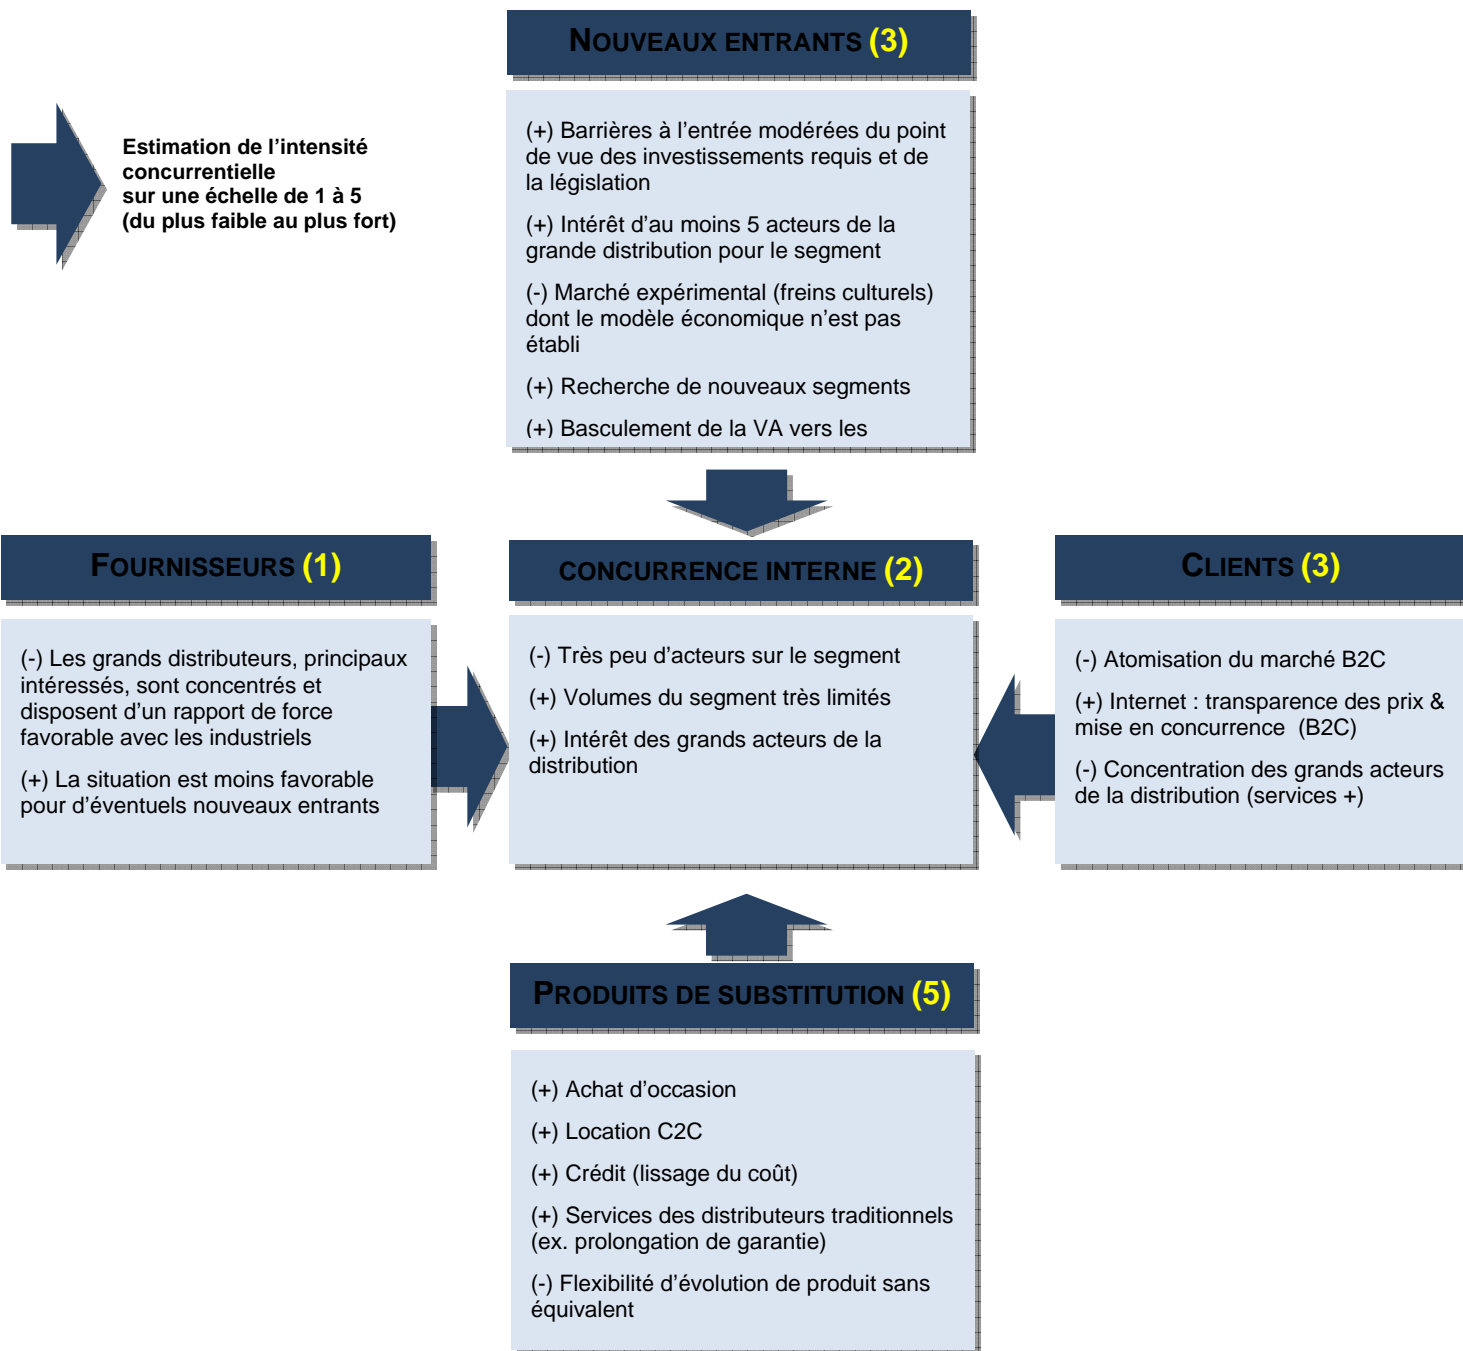 NOUVEAUX ENTRANTS (3)
Estimation de l'intensité
concurrentielle
sur une échelle de 1 à 5
(du plus faible au plus fort)
(+) Barrières à l'entrée modérées du point
de vue des investissements requis et de
la législation
(+) Intérêt d'au moins 5 acteurs de la
grande distribution pour le segment
(-) Marché expérimental (freins culturels)
dont le modèle économique n'est pas
établi
(+) Recherche de nouveaux segments
(+) Basculement de la VA vers les
FOURNISSEURS (1)
(-) Les grands distributeurs, principaux
intéressés, sont concentrés et
disposent d'un rapport de force
favorable avec les industriels
(+) La situation est moins favorable
pour d'éventuels nouveaux entrants
CONCURRENCE INTERNE (2)
(-) Très peu d'acteurs sur le segment
(+) Volumes du segment très limités
(+) Intérêt des grands acteurs de la
distribution
CLIENTS (3)
(-) Atomisation du marché B2C
(+) Internet : transparence des prix &
mise en concurrence (B2C)
(-) Concentration des grands acteurs
de la distribution (services +)
PRODUITS DE SUBSTITUTION (5)
(+) Achat d'occasion
(+) Location C2C
(+) Crédit (lissage du coût)
(+) Services des distributeurs traditionnels
(ex. prolongation de garantie)
(-) Flexibilité d'évolution de produit sans
équivalent